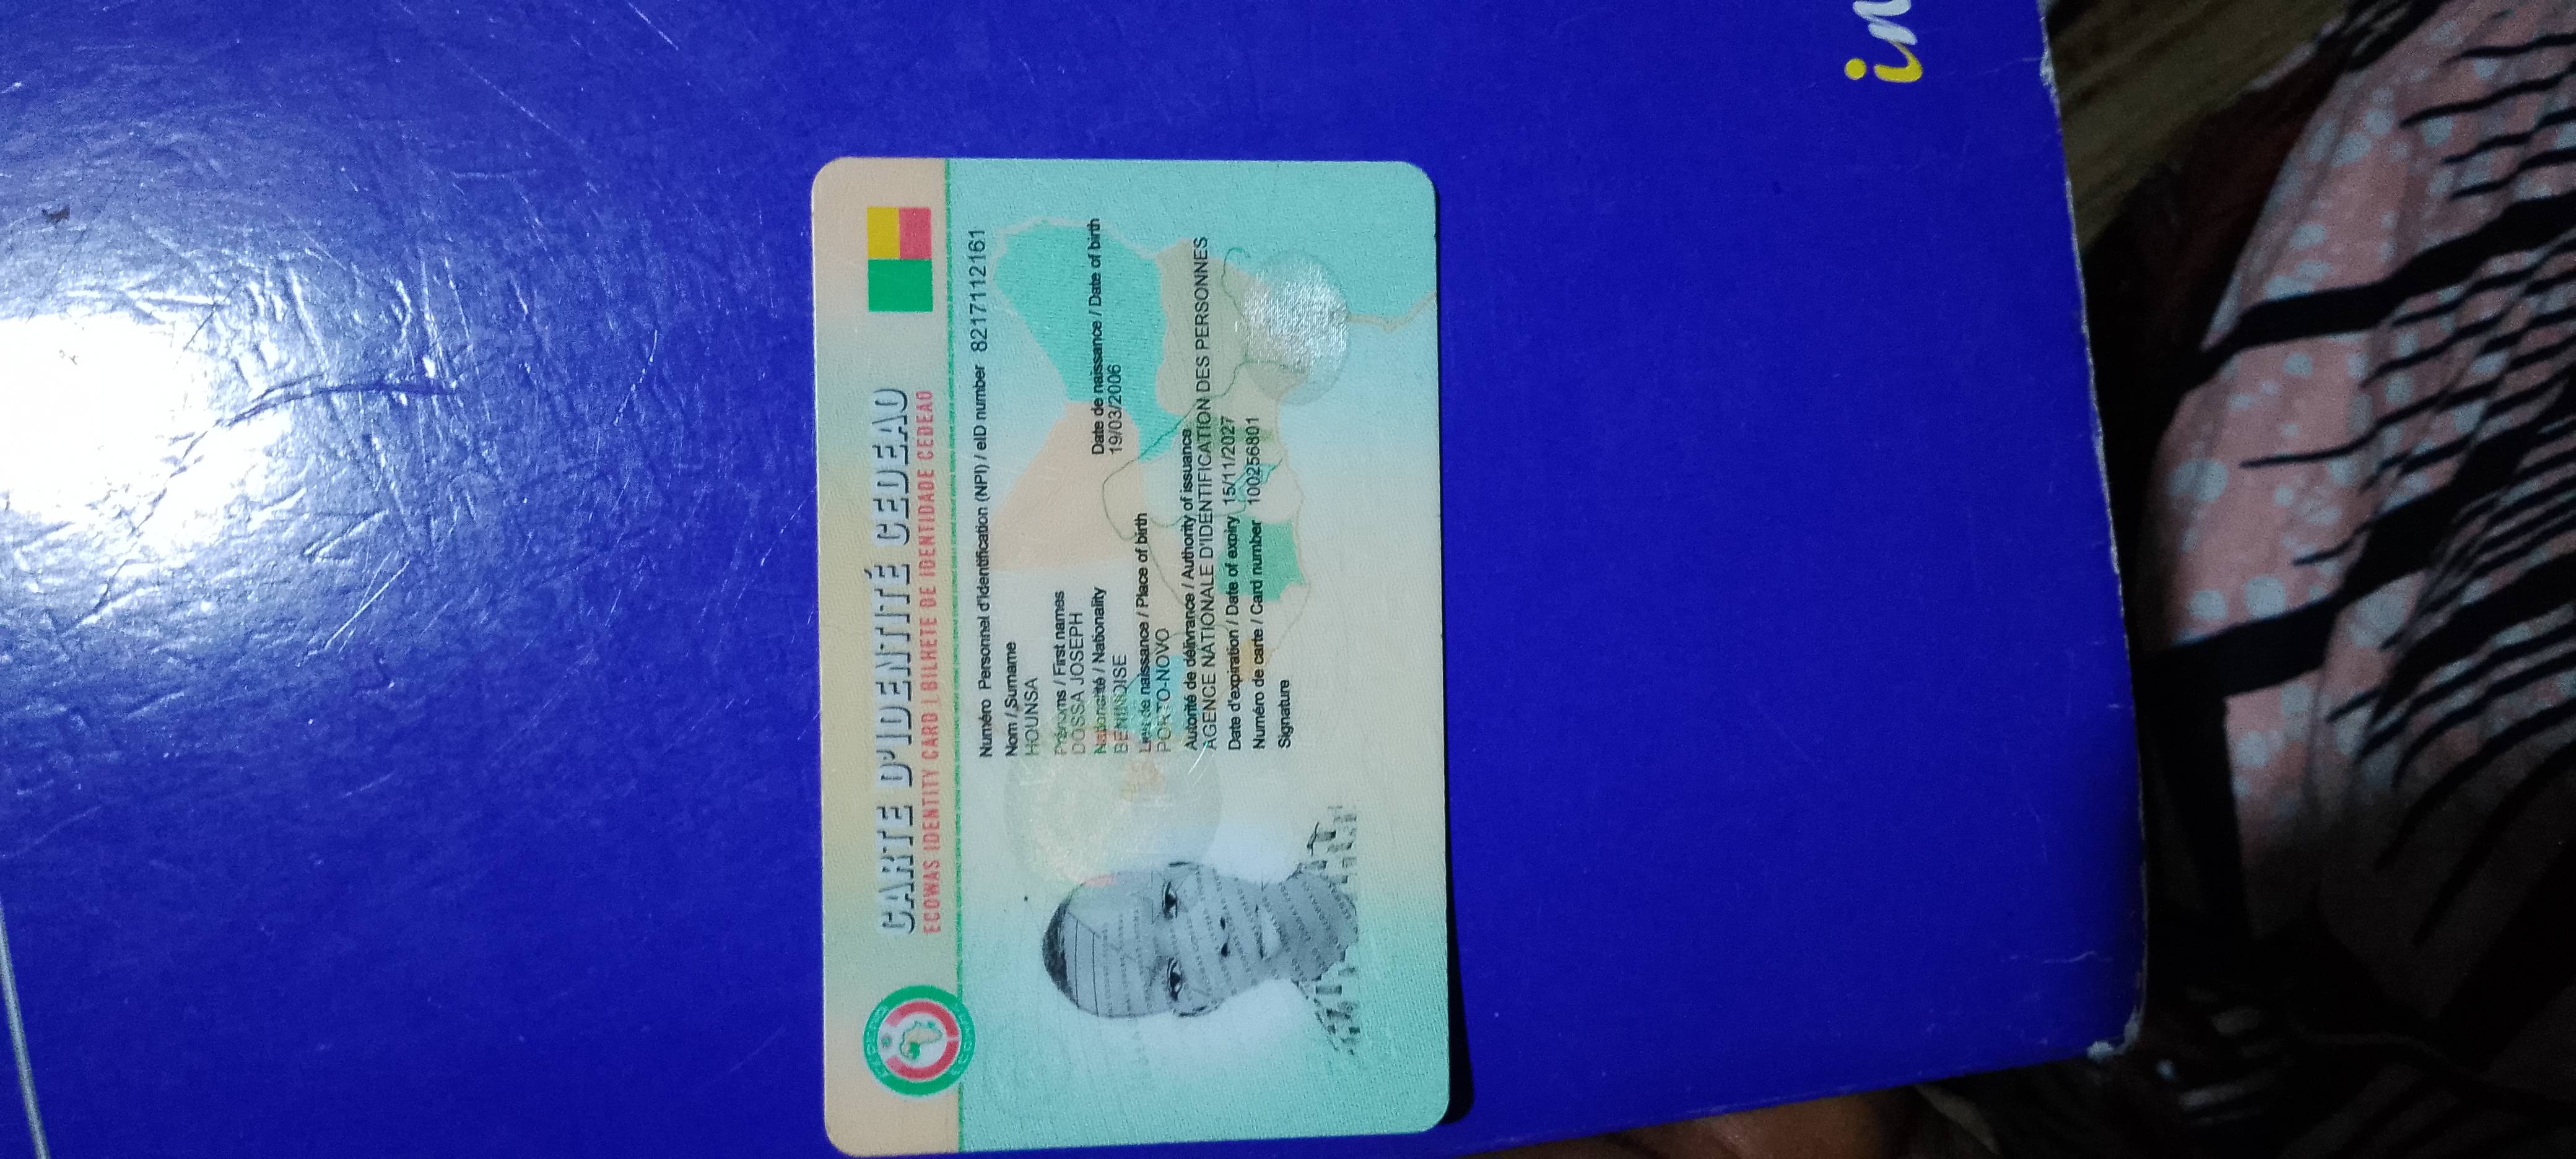 CARTE D'IDENTITÉ CEDEAO
ECOWAS IDENTITY CARD | BILHETE DE IDENTIDADE CEDEAO
Numéro Personnel d'Identification (NPI) / eID number 8217112161
Nom / Surname
HOUNSA
Prénoms / First names
DOSSA JOSEPH
Nationalité / Nationality
BENINOISE
Date de naissance / Date of birth
19/03/2006
Lieu de naissance / Place of birth
PORTO-NOVO
Autorité de délivrance / Authority of issuance
AGENCE NATIONALE D'IDENTIFICATION DES PERSONNES
Date d'expiration / Date of expiry 15/11/2027
Numéro de carte / Card number 100256801
Signature
in